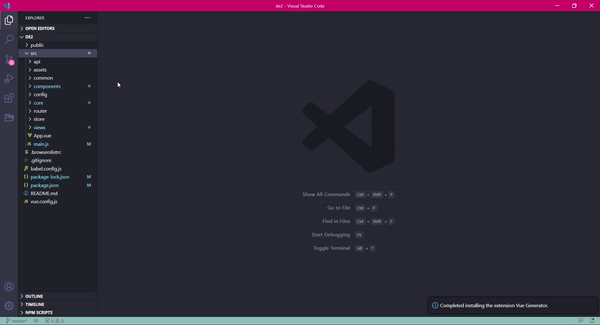 de2 - Visual Studio Code
EXPLORER
OPEN EDITORS
DE2
public
src
api
assets
common
components
config
core
router
store
views
App.vue
main.js M
.browserslistrc
.gitignore
babel.config.js
package-lock.json M
package.json M
README.md
vue.config.js
Show All Commands Ctrl + Shift + P
Go to File Ctrl + P
Find in Files Ctrl + Shift + F
Start Debugging F5
Toggle Terminal
OUTLINE
TIMELINE
NPM SCRIPTS
Completed installing the extension Vue Generator.
master*
0 0